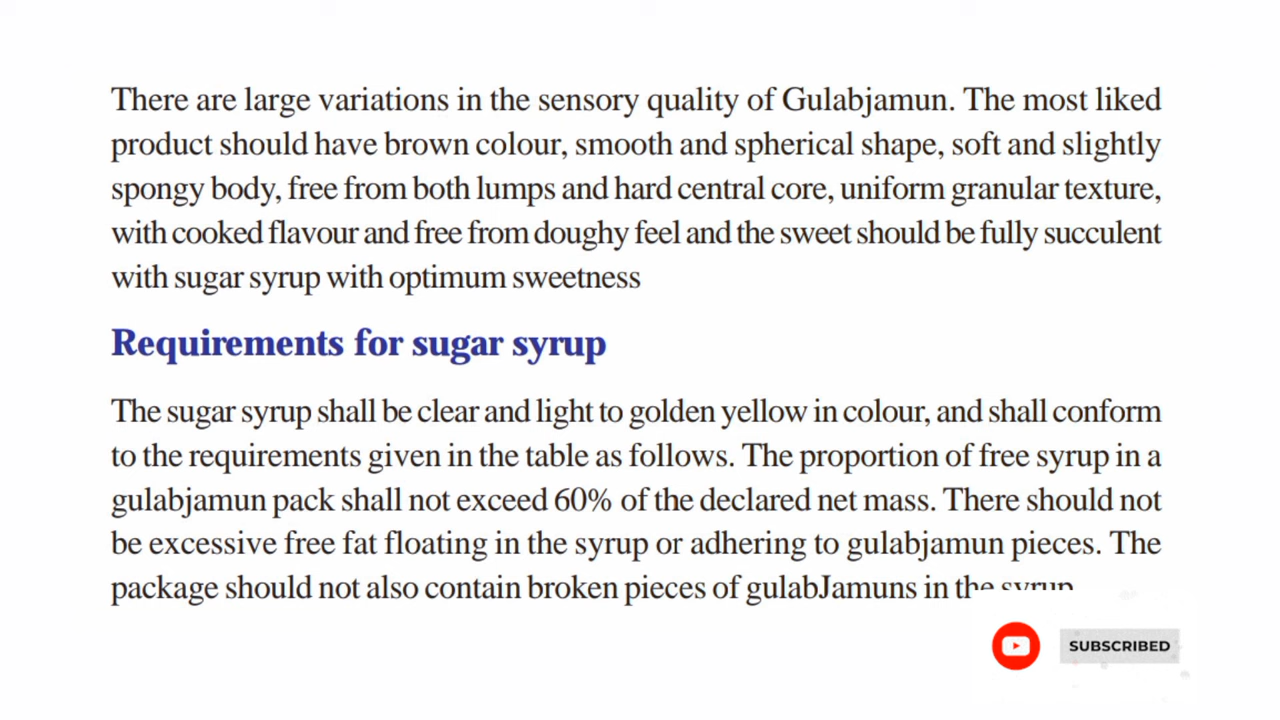 There are large variations in the sensory quality of Gulabjamun. The most liked
product should have brown colour, smooth and spherical shape, soft and slightly
spongy body, free from both lumps and hard central core, uniform granular texture,
with cooked flavour and free from doughy feel and the sweet should be fully succulent
with sugar syrup with optimum sweetness
Requirements for sugar syrup
The sugar syrup shall be clear and light to golden yellow in colour, and shall conform
to the requirements given in the table as follows. The proportion of free syrup in a
gulabjamun pack shall not exceed 60% of the declared net mass. There should not
be excessive free fat floating in the syrup or adhering to gulabjamun pieces. The
package should not also contain broken pieces of gulabJamuns in the syrup
SUBSCRIBED